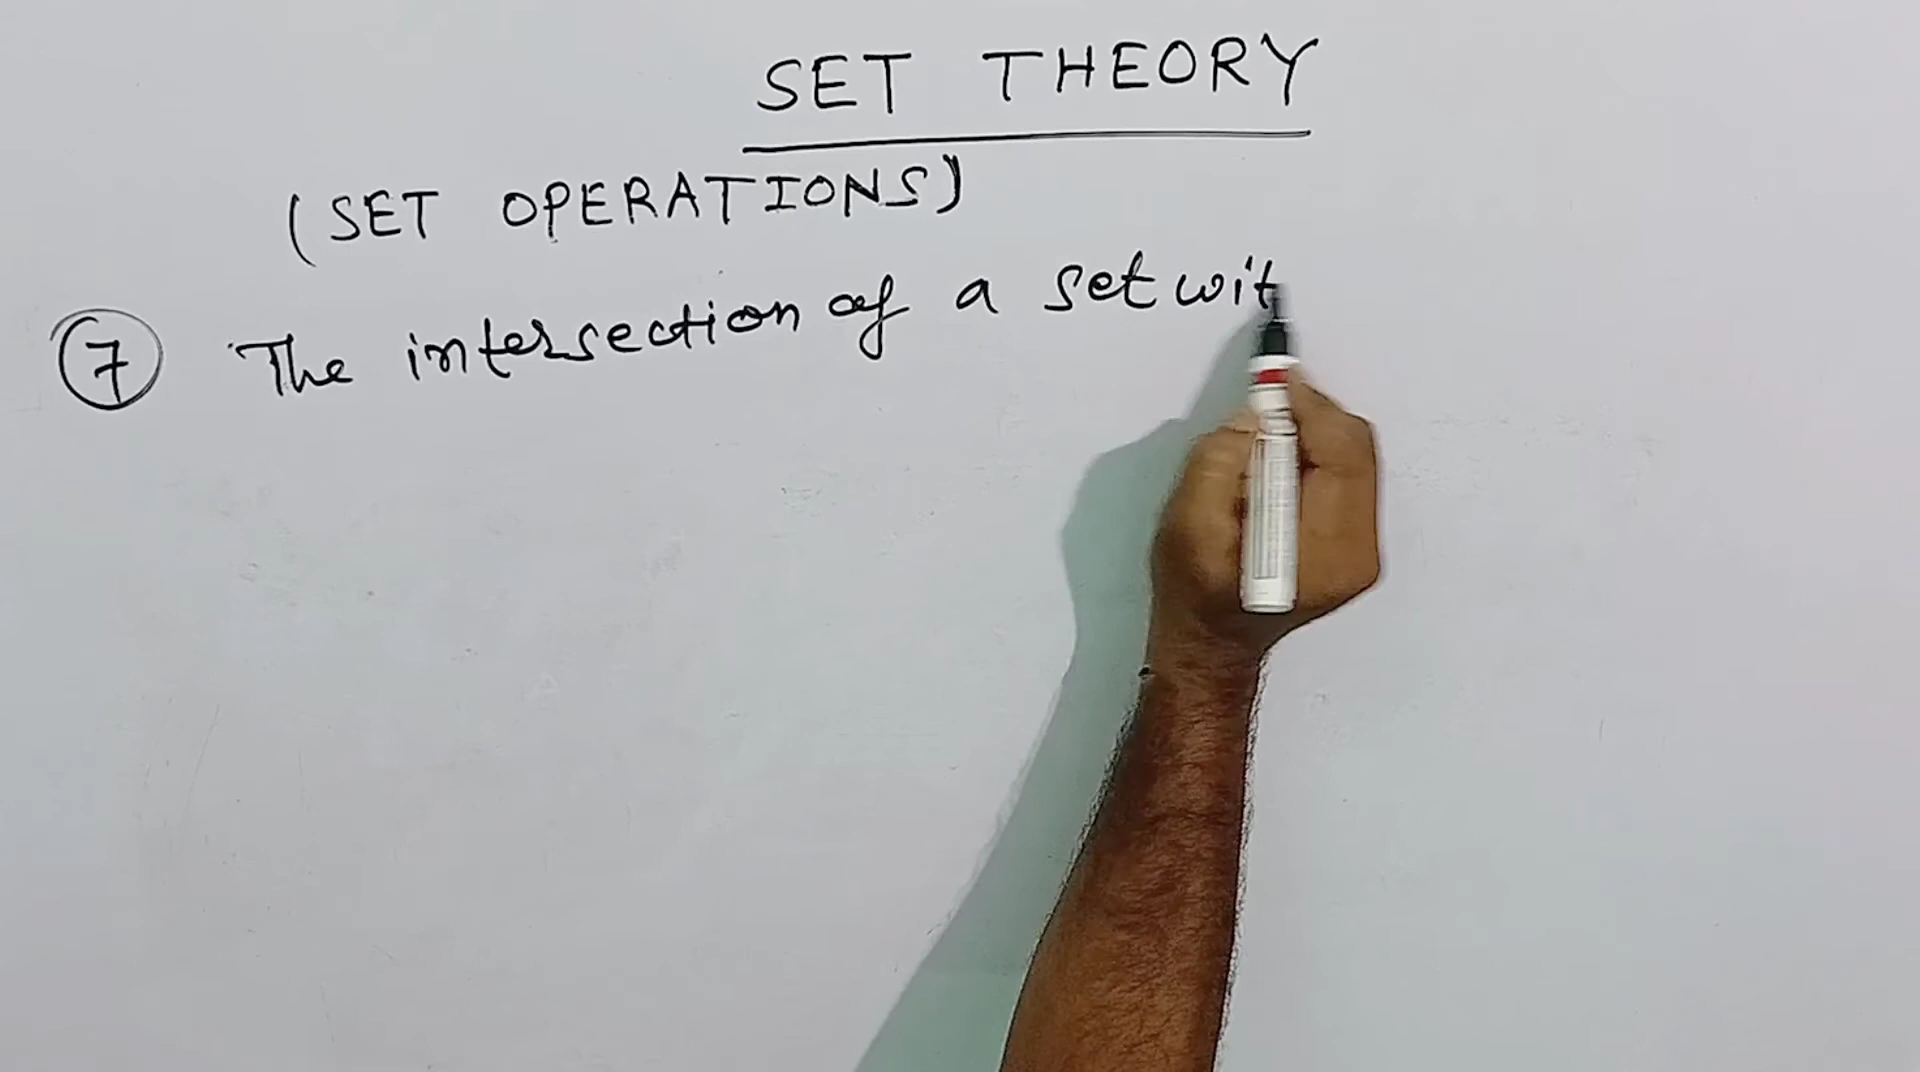 SET THEORY
(SET OPERATIONS)
7 The intersection of a set wit